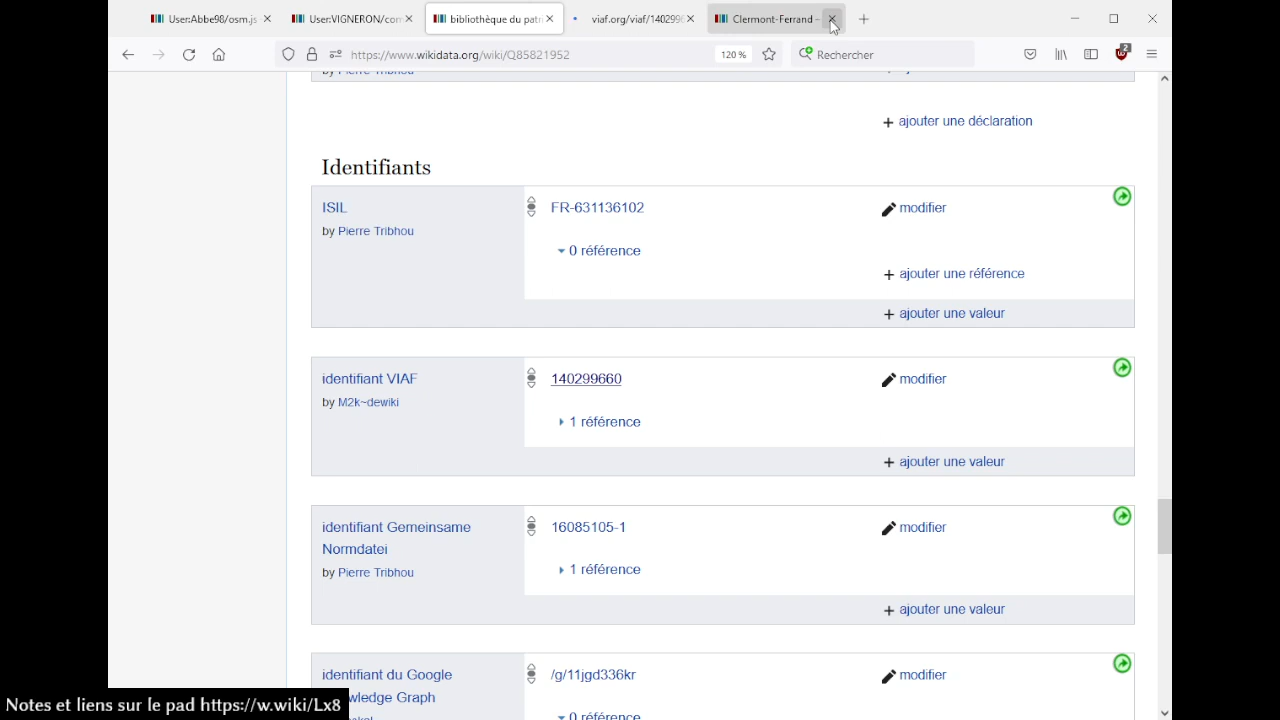 User:Abbe98/osm.js
User:VIGNERON/con
bibliothèque du patri
viaf.org/viaf/140299
Clermont-Ferrand –
https://www.wikidata.org/wiki/Q85821952
120 %
Rechercher
2
ajouter une déclaration
Identifiants
ISIL
by Pierre Tribhou
FR-631136102
modifier
0 référence
ajouter une référence
ajouter une valeur
identifiant VIAF
by M2k~dewiki
140299660
modifier
1 référence
ajouter une valeur
identifiant Gemeinsame
Normdatei
by Pierre Tribhou
16085105-1
modifier
1 référence
ajouter une valeur
identifiant du Google
owledge Graph
/g/11jgd336kr
modifier
0 référence
Notes et liens sur le pad https://w.wiki/Lx8